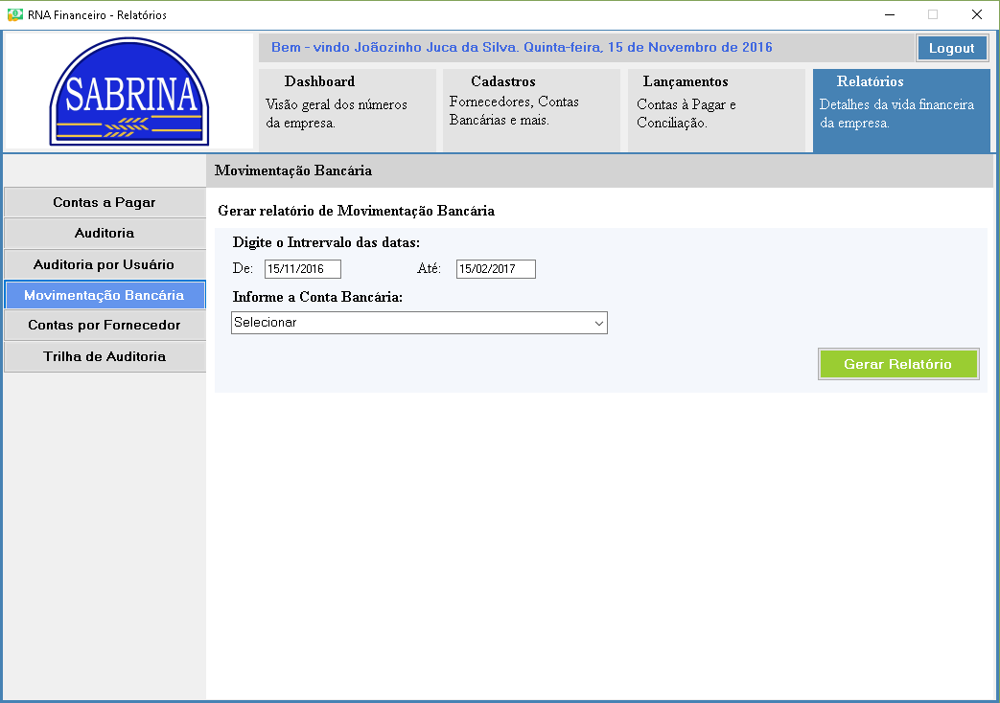 RNA Financeiro - Relatórios
SABRINA
Bem - vindo Joãozinho Juca da Silva. Quinta-feira, 15 de Novembro de 2016
Logout
Dashboard
Visão geral dos números
da empresa.
Cadastros
Fornecedores, Contas
Bancárias e mais.
Lançamentos
Contas à Pagar e
Conciliação.
Relatórios
Detalhes da vida financeira
da empresa.
Contas a Pagar
Auditoria
Auditoria por Usuário
Movimentação Bancária
Contas por Fornecedor
Trilha de Auditoria
Movimentação Bancária
Gerar relatório de Movimentação Bancária
Digite o Intrervalo das datas:
De: 15/11/2016 Até: 15/02/2017
Informe a Conta Bancária:
Selecionar
Gerar Relatório